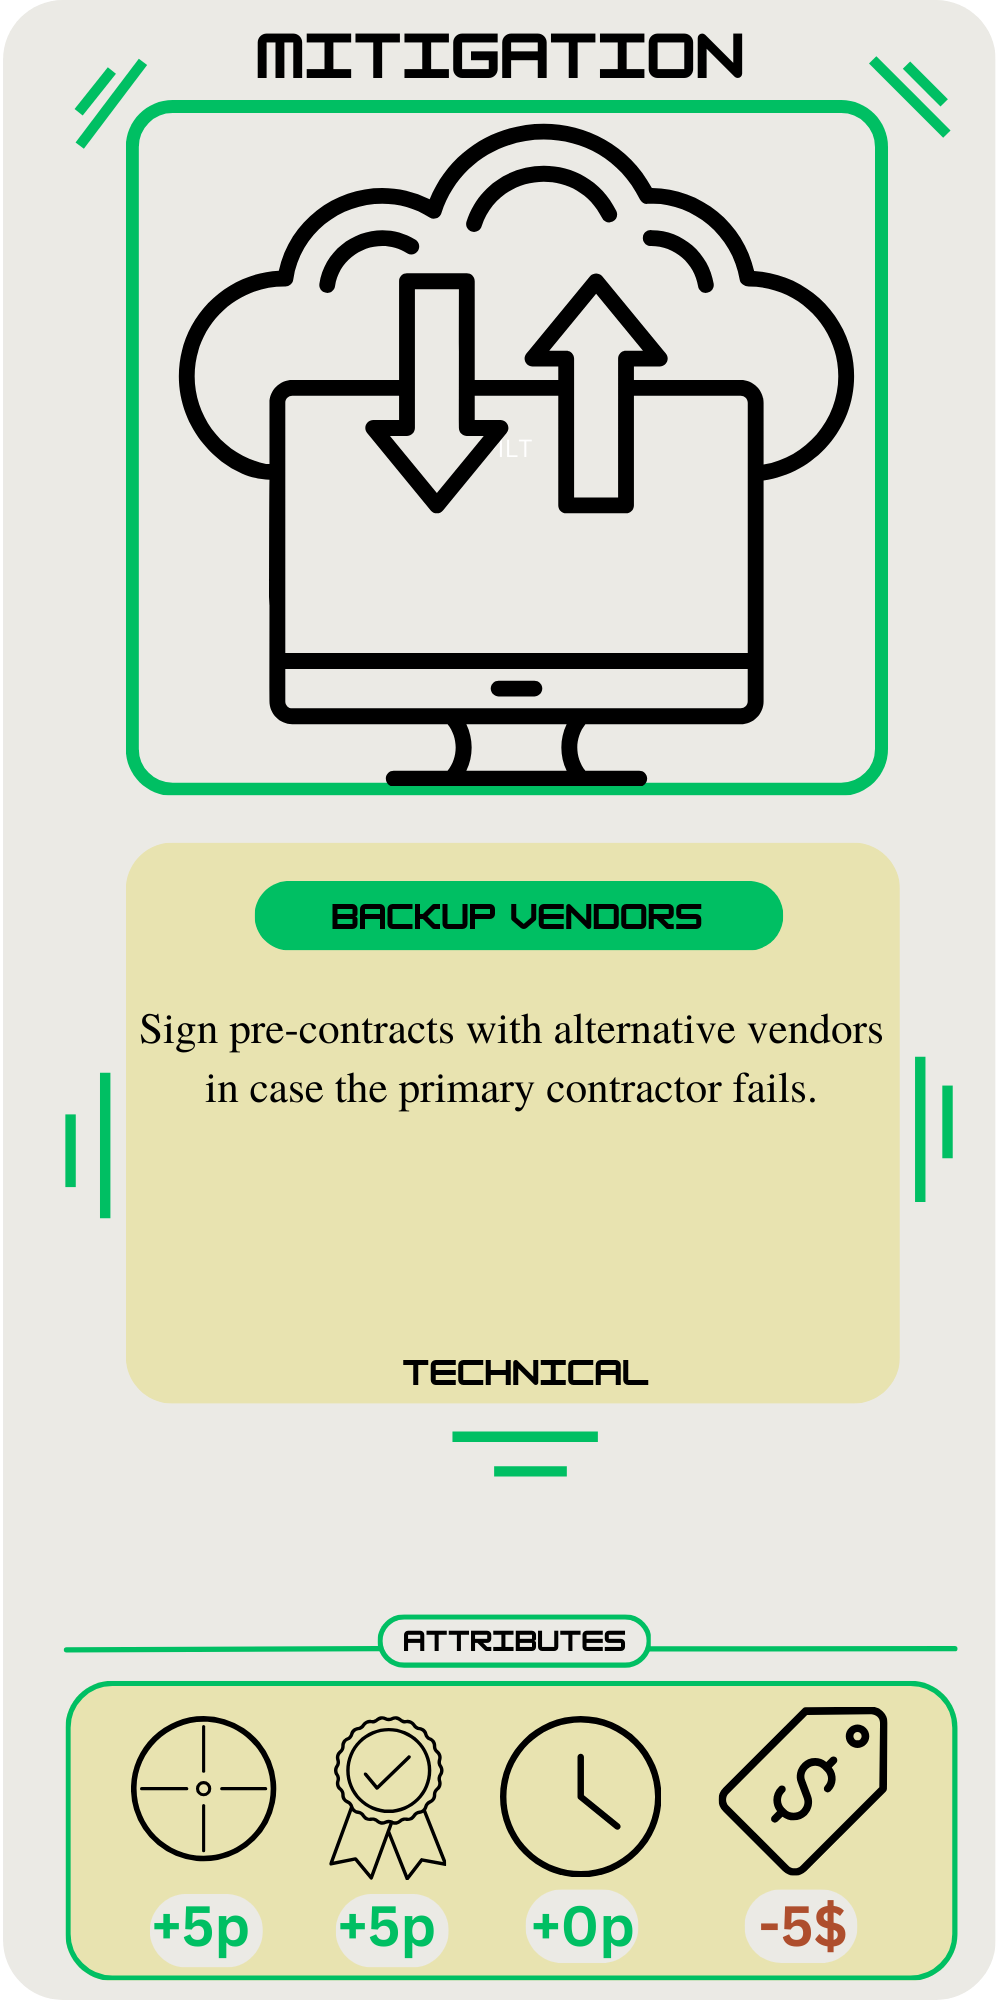 MITIGATION
ILT
BACKUP VENDORS
Sign pre-contracts with alternative vendors
in case the primary contractor fails.
TECHNICAL
ATTRIBUTES
+5p +5p +0p -5$